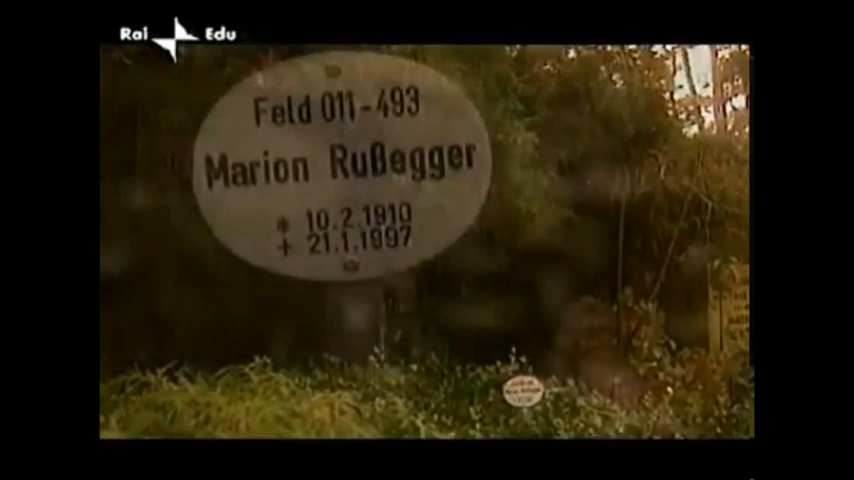 Rai Edu
Feld 011-493
Marion Rußegger
* 10.2.1910
+ 21.1.1997